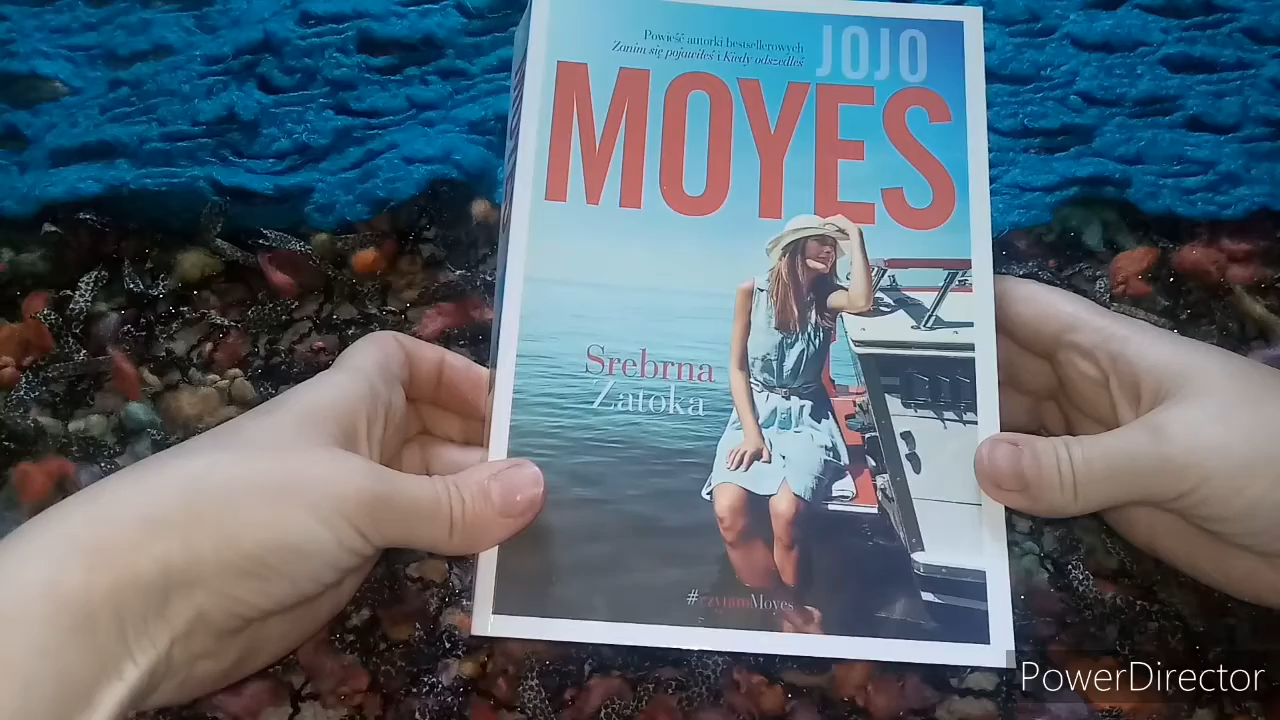 Powieść autorki bestsellerowych
Zanim się pojawiłeś i Kiedy odszedłeś
JOJO
MOYES
Srebrna
Zatoka
#czytamMoyes
PowerDirector